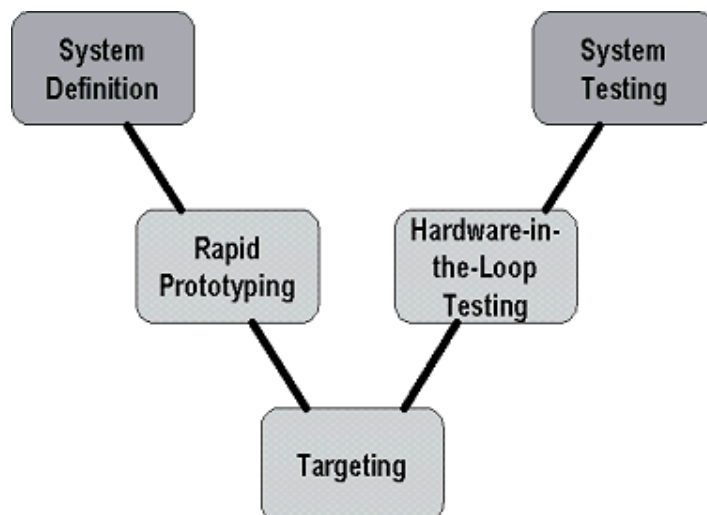 System
Definition
System
Testing
Rapid
Prototyping
Hardware-in-
the-Loop
Testing
Targeting